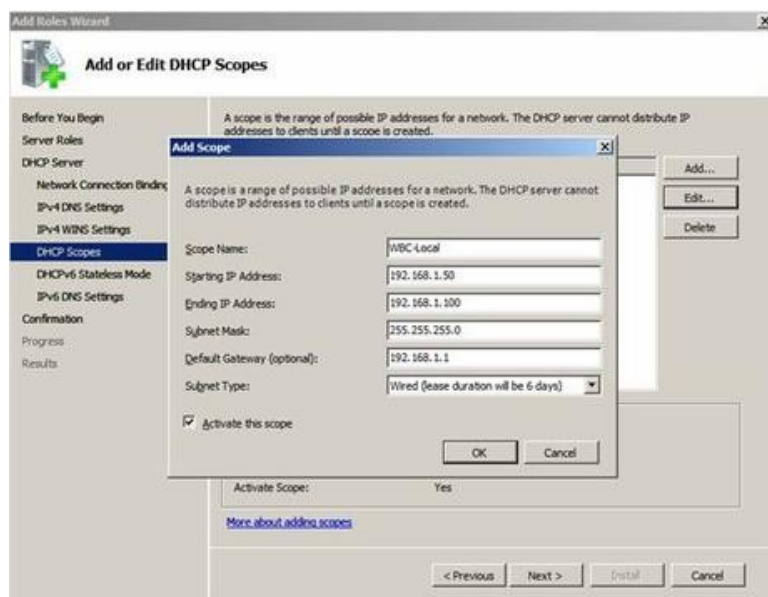 Add Roles Wizard
Add or Edit DHCP Scopes
Before You Begin
Server Roles
DHCP Server
Network Connection Binding
IPv4 DNS Settings
IPv4 WINS Settings
DHCP Scopes
DHCPv6 Stateless Mode
IPv6 DNS Settings
Confirmation
Progress
Results
A scope is the range of possible IP addresses for a network. The DHCP server cannot distribute IP
addresses to clients until a scope is created.
Add...
Edit...
Delete
Add Scope
A scope is a range of possible IP addresses for a network. The DHCP server cannot
distribute IP addresses to clients until a scope is created.
Scope Name: WBC-Local
Starting IP Address: 192.168.1.50
Ending IP Address: 192.168.1.100
Subnet Mask: 255.255.255.0
Default Gateway (optional): 192.168.1.1
Subnet Type: Wired (lease duration will be 6 days)
Activate this scope
OK Cancel
Activate Scope: Yes
More about adding scopes
< Previous Next > Install Cancel